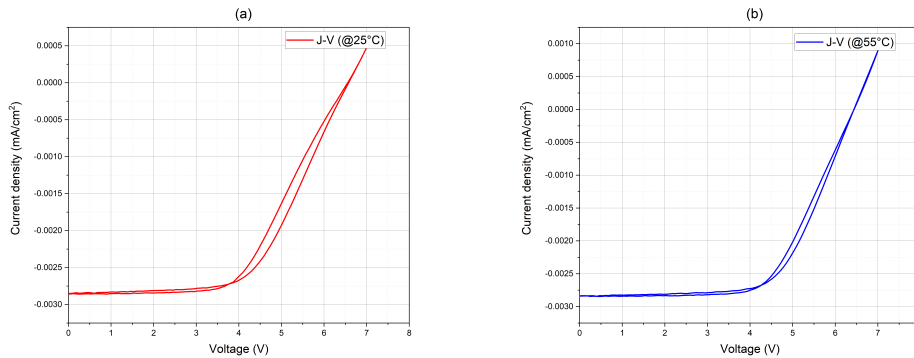 (a)
J-V (@25°C)
0.0005
0.0000
-0.0005
-0.0010
-0.0015
-0.0020
-0.0025
-0.0030
Current density (mA/cm²)
0 1 2 3 4 5 6 7 8
Voltage (V)
(b)
J-V (@55°C)
0.0010
0.0005
0.0000
-0.0005
-0.0010
-0.0015
-0.0020
-0.0025
-0.0030
Current density (mA/cm²)
0 1 2 3 4 5 6 7
Voltage (V)